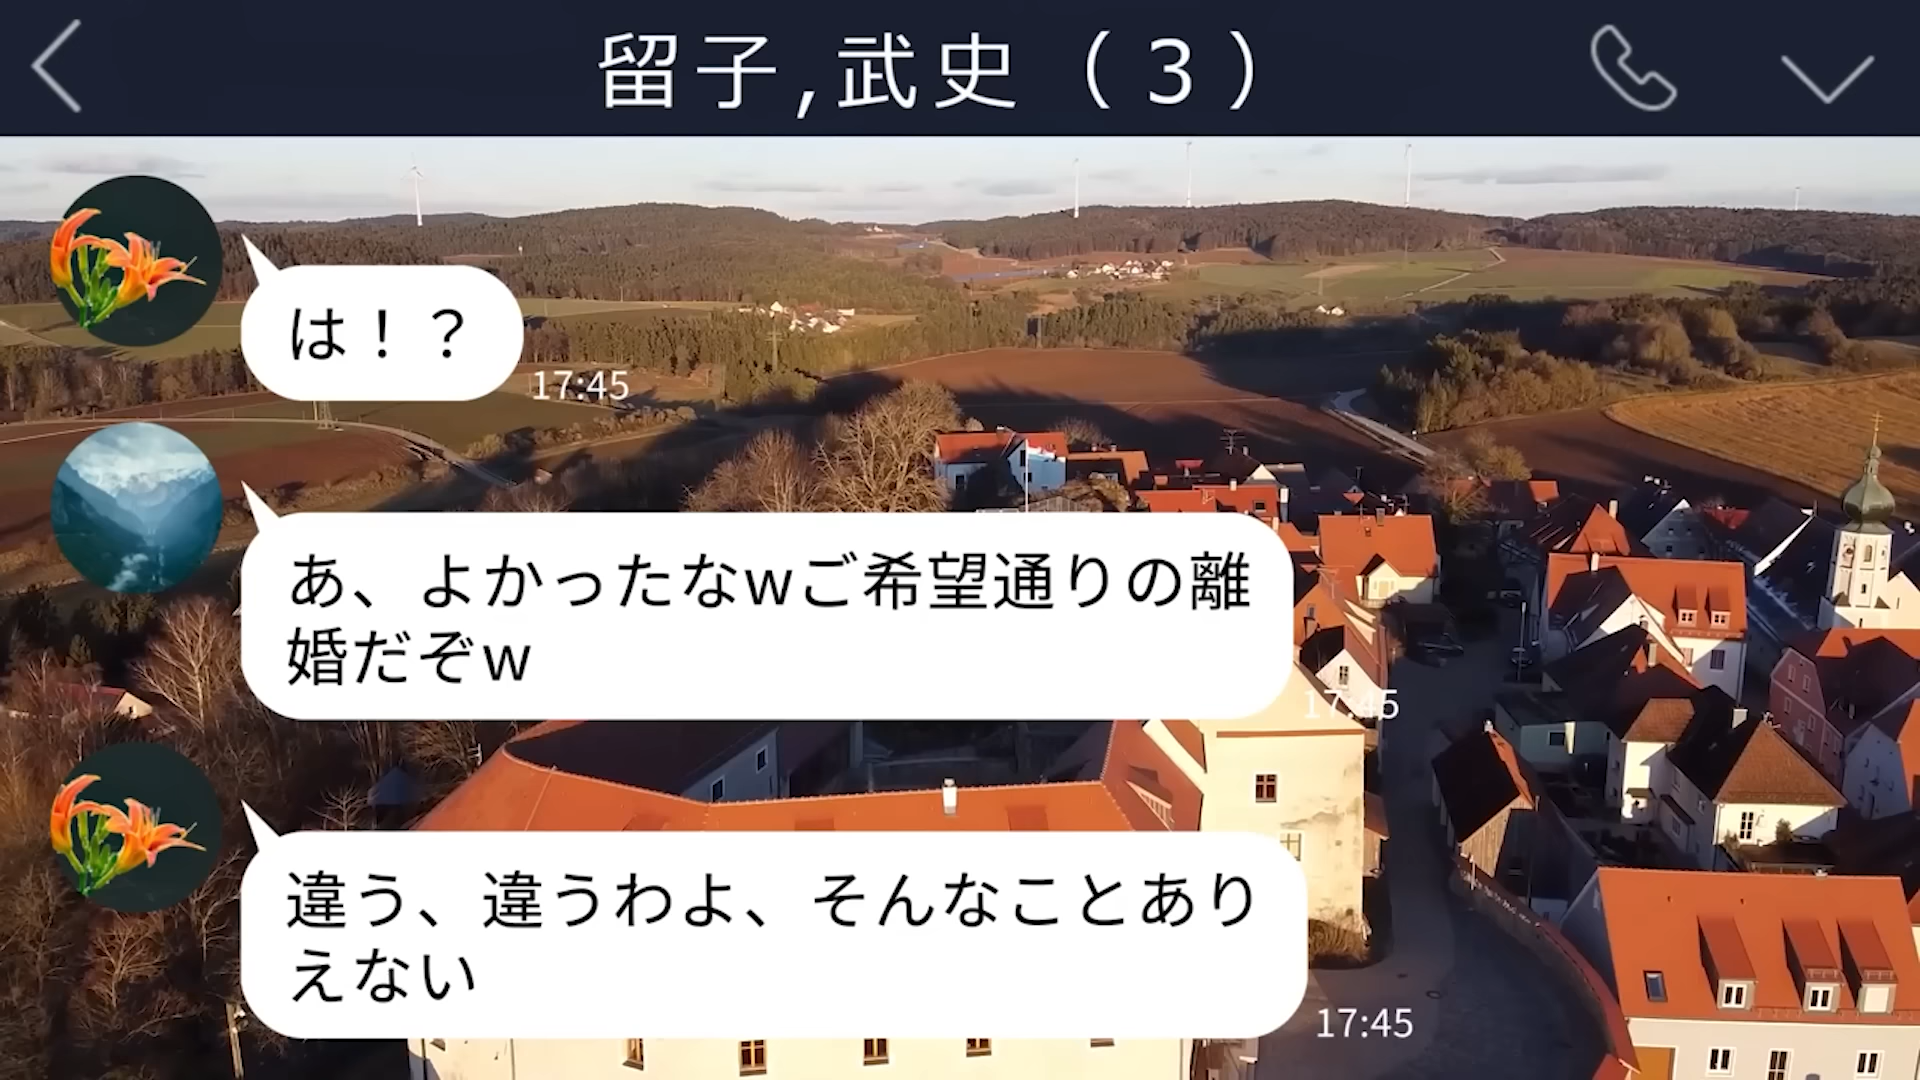 留子,武史（3）
は！？
17:45
あ、よかったなwご希望通りの離
婚だぞw
17:45
違う、違うわよ、そんなことあり
えない
17:45